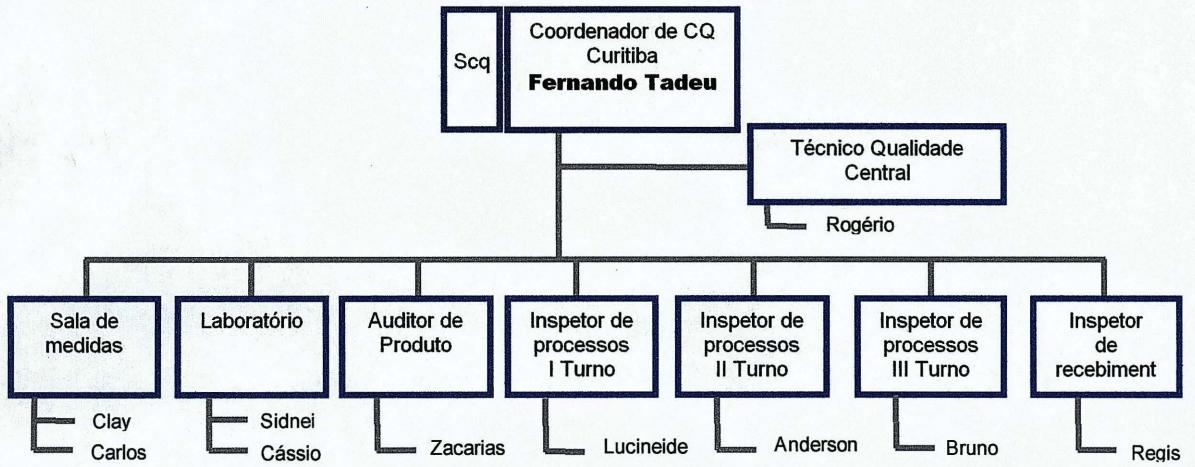 Scq
Coordenador de CQ
Curitiba
Fernando Tadeu
Técnico Qualidade
Central
Rogério
Sala de
medidas
Clay
Carlos
Laboratório
Sidnei
Cássio
Auditor de
Produto
Zacarias
Inspetor de
processos
I Turno
Lucineide
Inspetor de
processos
II Turno
Anderson
Inspetor de
processos
III Turno
Bruno
Inspetor
de
recebiment
Regis